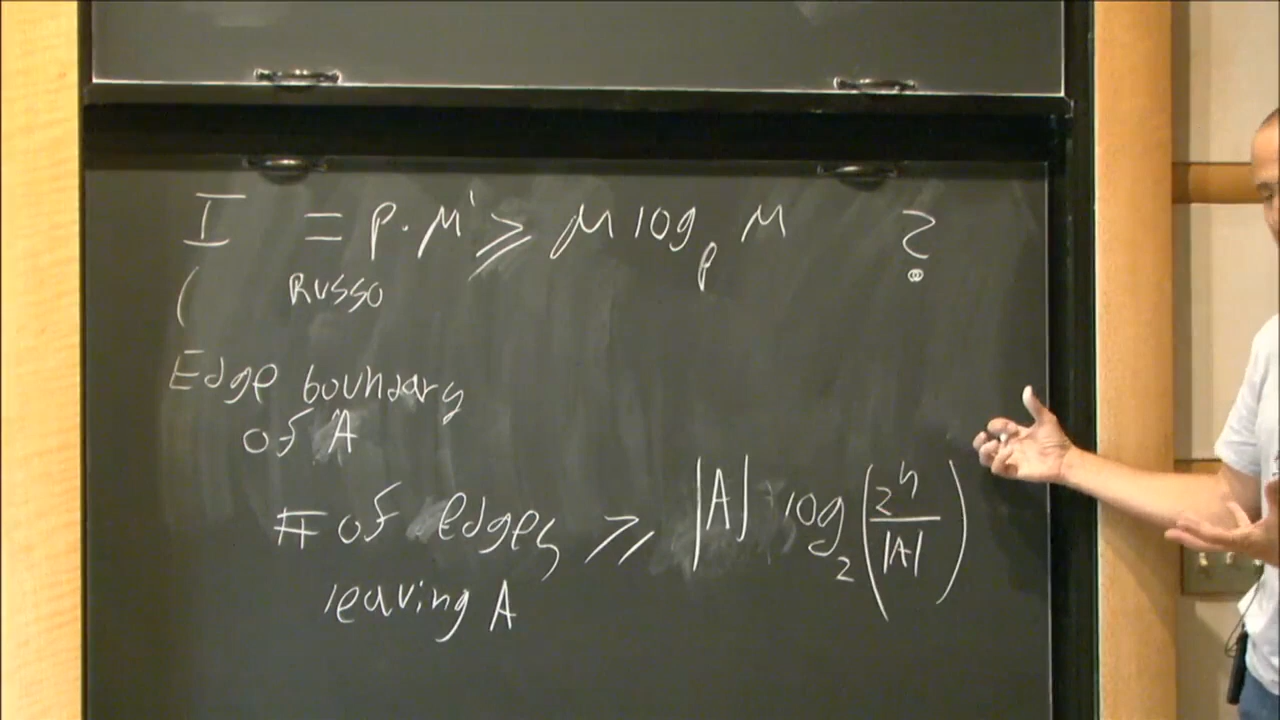 I = p · μ' ≥ μ log_p μ ?
( RUSSO
Edge boundary
of A
# of edges ≥ |A| log_2 (2^n / |A|)
leaving A